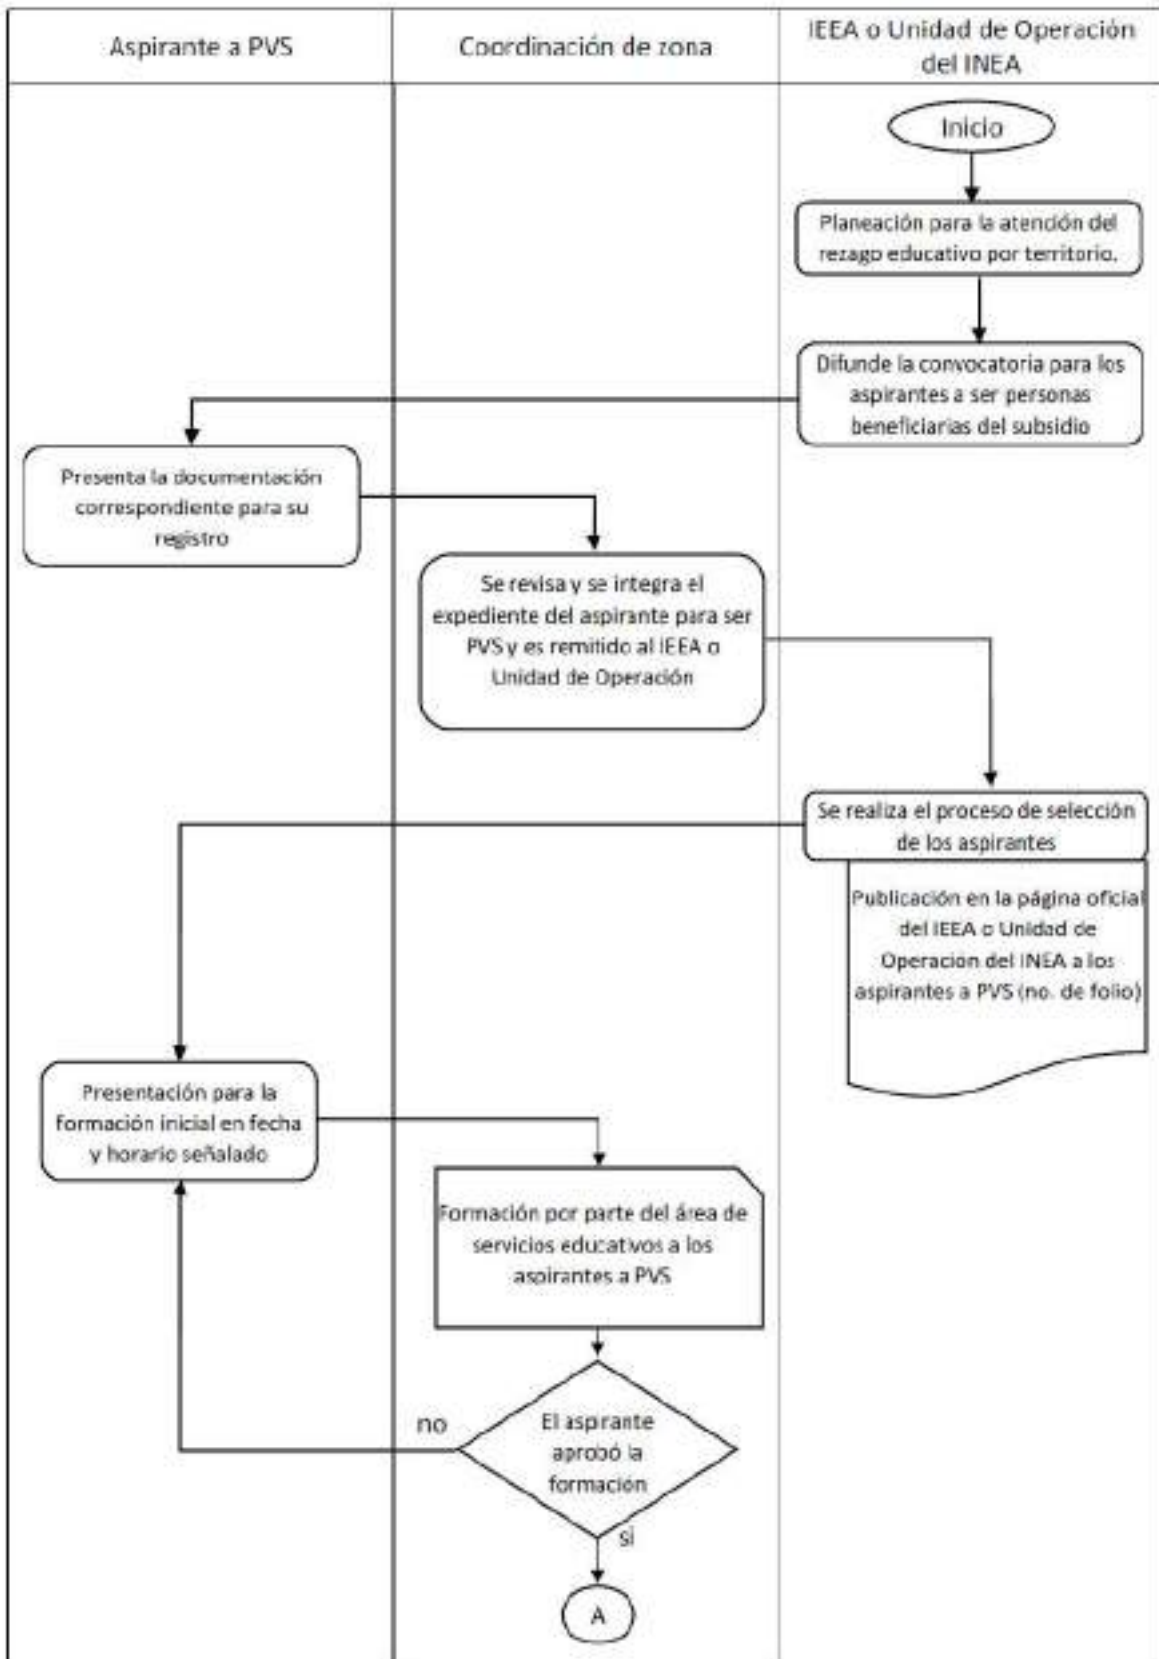 Aspirante a PVS
Coordinación de zona
IEEA o Unidad de Operación
del INEA
Inicio
Planeación para la atención del
rezago educativo por territorio.
Difunde la convocatoria para los
aspirantes a ser personas
beneficiarias del subsidio
Presenta la documentación
correspondiente para su
registro
Se revisa y se integra el
expediente del aspirante para ser
PVS y es remitido al IEEA o
Unidad de Operación
Se realiza el proceso de selección
de los aspirantes
Publicación en la página oficial
del IEEA o Unidad de
Operación del INEA a los
aspirantes a PVS (no. de folio)
Presentación para la
formación inicial en fecha
y horario señalado
Formación por parte del área de
servicios educativos a los
aspirantes a PVS
no
El aspirante
aprobó la
formación
si
A